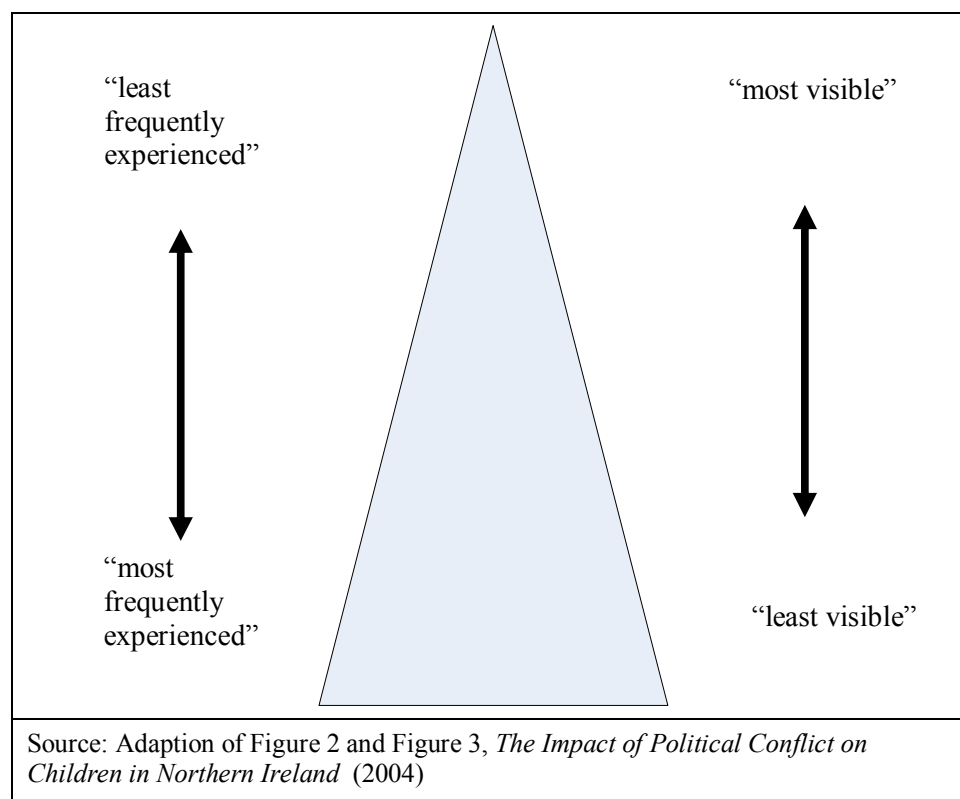 “least
frequently
experienced”
“most visible”
“most
frequently
experienced”
“least visible”
Source: Adaption of Figure 2 and Figure 3, The Impact of Political Conflict on
Children in Northern Ireland (2004)